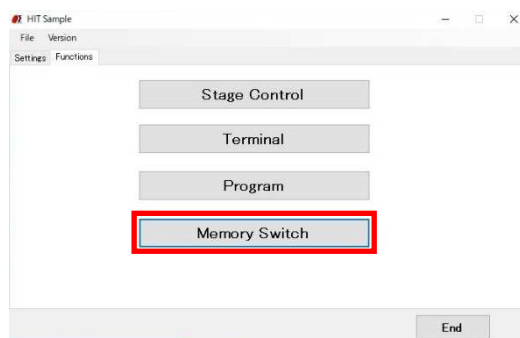 HIT Sample
File Version
Settings Functions
Stage Control
Terminal
Program
Memory Switch
End